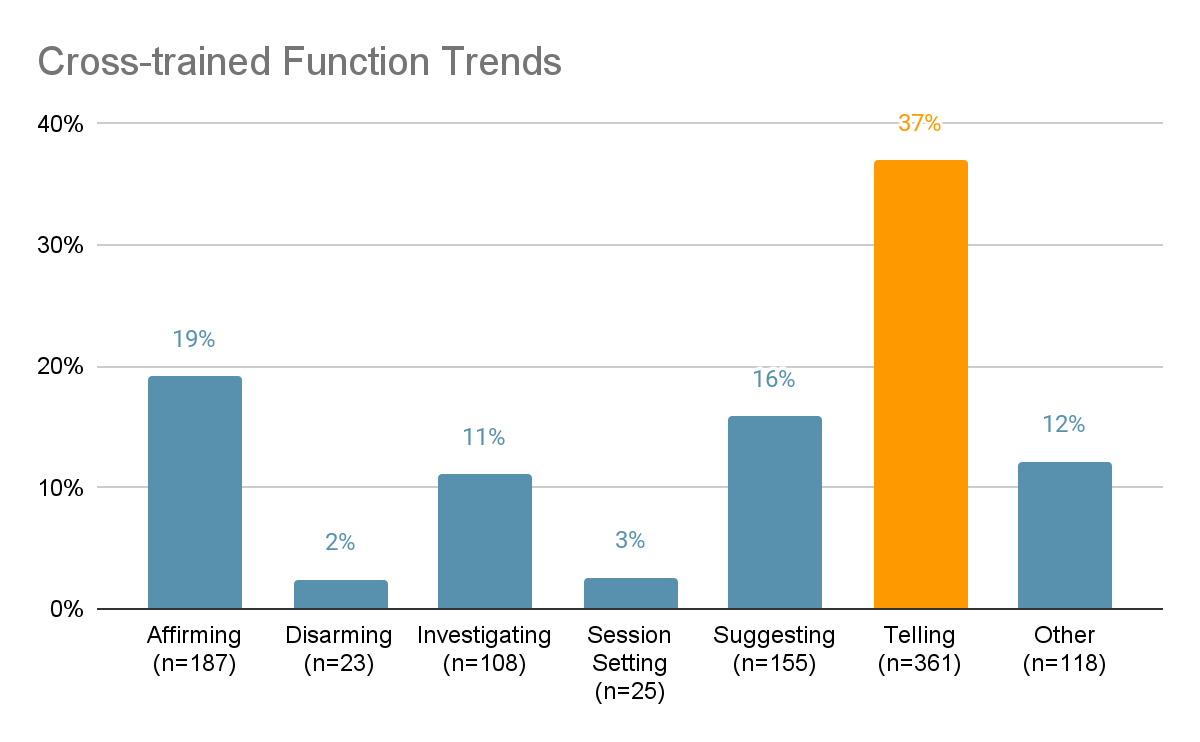 Cross-trained Function Trends
40%
37%
30%
19%
20%
16%
12%
11%
10%
2%
3%
0%
Affirming
(n=187)
Disarming
(n=23)
Investigating
(n=108)
Session
Setting
(n=25)
Suggesting
(n=155)
Telling
(n=361)
Other
(n=118)